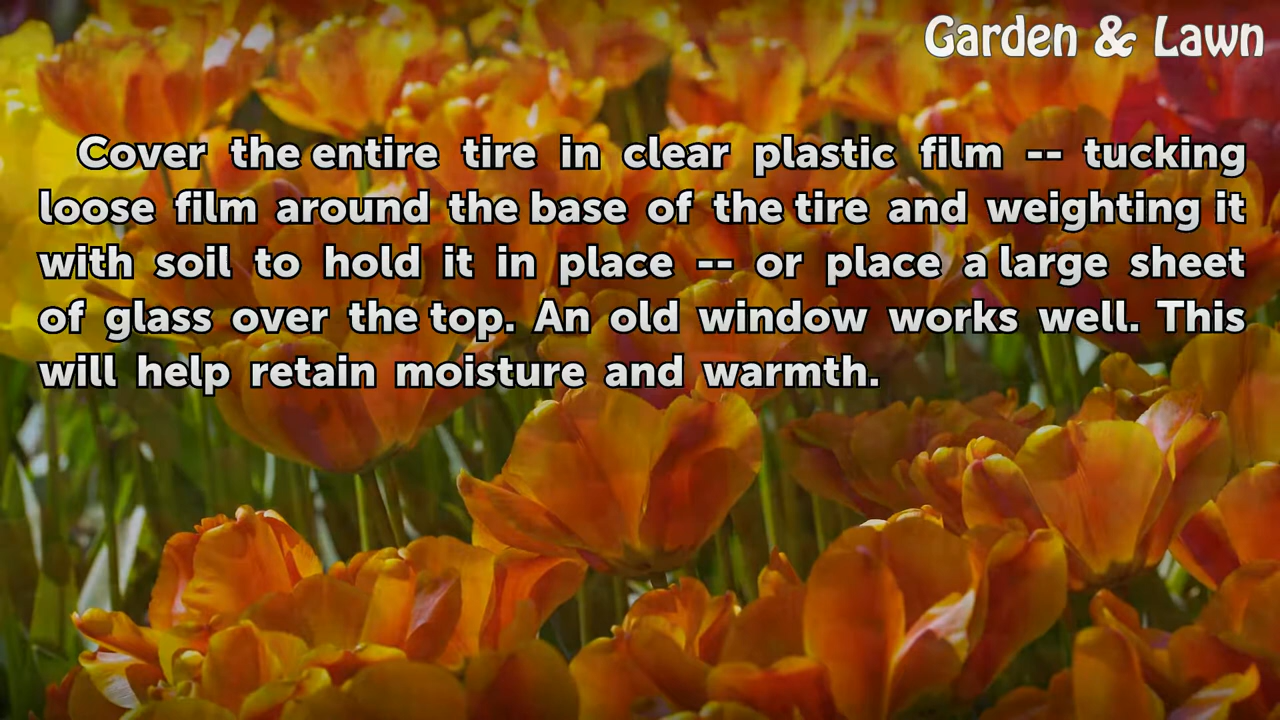 Garden & Lawn
Cover the entire tire in clear plastic film -- tucking
loose film around the base of the tire and weighting it
with soil to hold it in place -- or place a large sheet
of glass over the top. An old window works well. This
will help retain moisture and warmth.